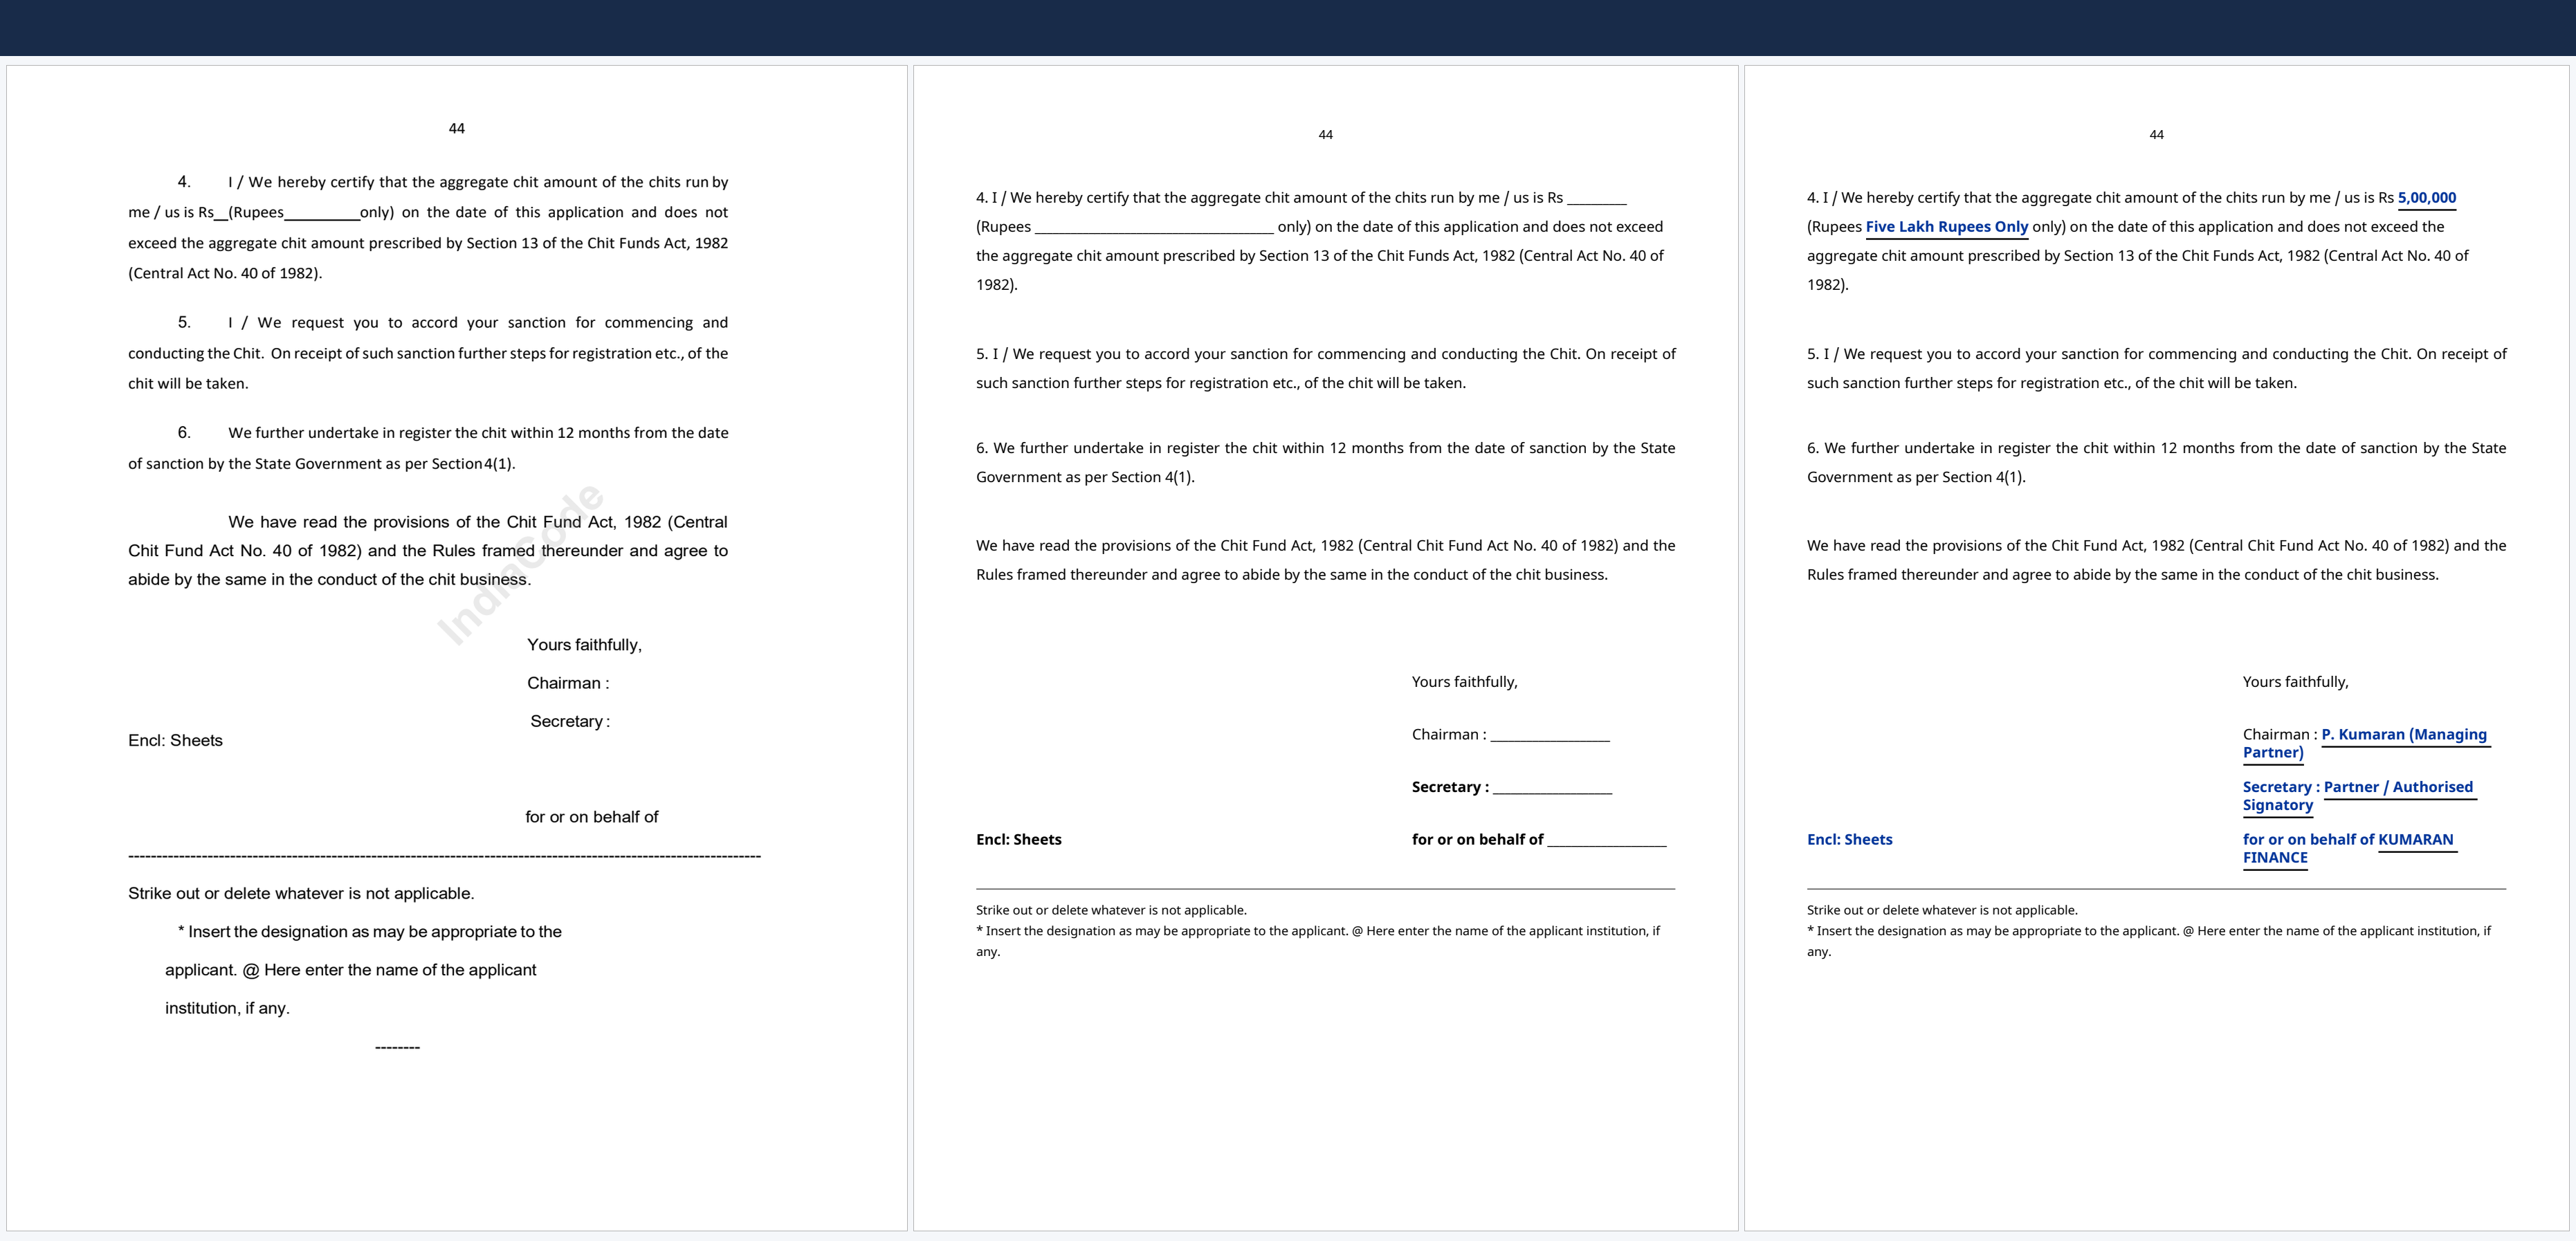 44
4. I / We hereby certify that the aggregate chit amount of the chits run by
me / us is Rs__(Rupees_________only) on the date of this application and does not
exceed the aggregate chit amount prescribed by Section 13 of the Chit Funds Act, 1982
(Central Act No. 40 of 1982).
5. I / We request you to accord your sanction for commencing and
conducting the Chit. On receipt of such sanction further steps for registration etc., of the
chit will be taken.
6. We further undertake in register the chit within 12 months from the date
of sanction by the State Government as per Section 4(1).
We have read the provisions of the Chit Fund Act, 1982 (Central
Chit Fund Act No. 40 of 1982) and the Rules framed thereunder and agree to
abide by the same in the conduct of the chit business.
IndiaCode
Yours faithfully,
Chairman :
Secretary :
Encl: Sheets
for or on behalf of
--------------------------------------------------------------------------------------------------------------
Strike out or delete whatever is not applicable.
* Insert the designation as may be appropriate to the
applicant. @ Here enter the name of the applicant
institution, if any.
--------
44
4. I / We hereby certify that the aggregate chit amount of the chits run by me / us is Rs ________
(Rupees ________________________________ only) on the date of this application and does not exceed
the aggregate chit amount prescribed by Section 13 of the Chit Funds Act, 1982 (Central Act No. 40 of
1982).
5. I / We request you to accord your sanction for commencing and conducting the Chit. On receipt of
such sanction further steps for registration etc., of the chit will be taken.
6. We further undertake in register the chit within 12 months from the date of sanction by the State
Government as per Section 4(1).
We have read the provisions of the Chit Fund Act, 1982 (Central Chit Fund Act No. 40 of 1982) and the
Rules framed thereunder and agree to abide by the same in the conduct of the chit business.
Yours faithfully,
Chairman : ________________
Secretary : ________________
Encl: Sheets
for or on behalf of ________________
Strike out or delete whatever is not applicable.
* Insert the designation as may be appropriate to the applicant. @ Here enter the name of the applicant institution, if
any.
44
4. I / We hereby certify that the aggregate chit amount of the chits run by me / us is Rs 5,00,000
(Rupees Five Lakh Rupees Only only) on the date of this application and does not exceed the
aggregate chit amount prescribed by Section 13 of the Chit Funds Act, 1982 (Central Act No. 40 of
1982).
5. I / We request you to accord your sanction for commencing and conducting the Chit. On receipt of
such sanction further steps for registration etc., of the chit will be taken.
6. We further undertake in register the chit within 12 months from the date of sanction by the State
Government as per Section 4(1).
We have read the provisions of the Chit Fund Act, 1982 (Central Chit Fund Act No. 40 of 1982) and the
Rules framed thereunder and agree to abide by the same in the conduct of the chit business.
Yours faithfully,
Chairman : P. Kumaran (Managing
Partner)
Secretary : Partner / Authorised
Signatory
Encl: Sheets
for or on behalf of KUMARAN
FINANCE
Strike out or delete whatever is not applicable.
* Insert the designation as may be appropriate to the applicant. @ Here enter the name of the applicant institution, if
any.